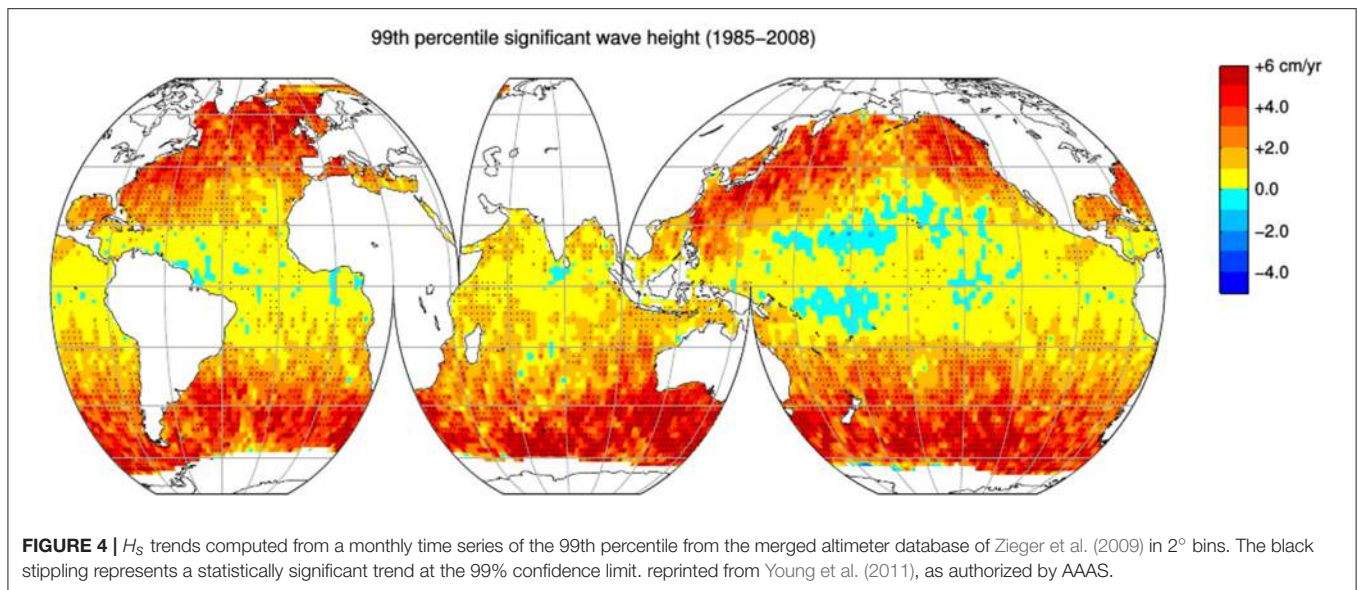 99th percentile significant wave height (1985−2008)
+6 cm/yr
+4.0
+2.0
0.0
−2.0
−4.0
FIGURE 4 | HS trends computed from a monthly time series of the 99th percentile from the merged altimeter database of Zieger et al. (2009) in 2° bins. The black
stippling represents a statistically significant trend at the 99% confidence limit. reprinted from Young et al. (2011), as authorized by AAAS.